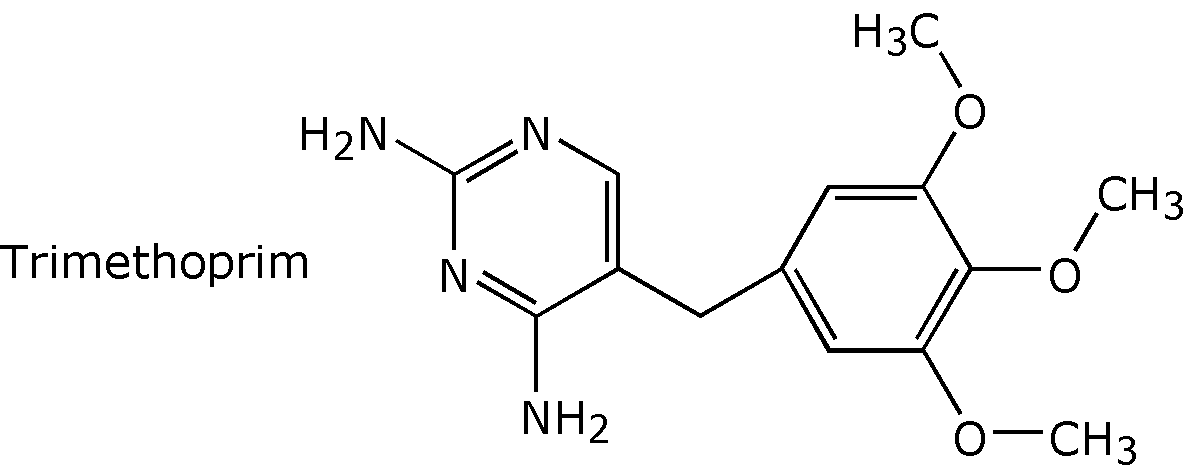 H3C
O
H2N
N
CH3
Trimethoprim
N
O
NH2
O
CH3